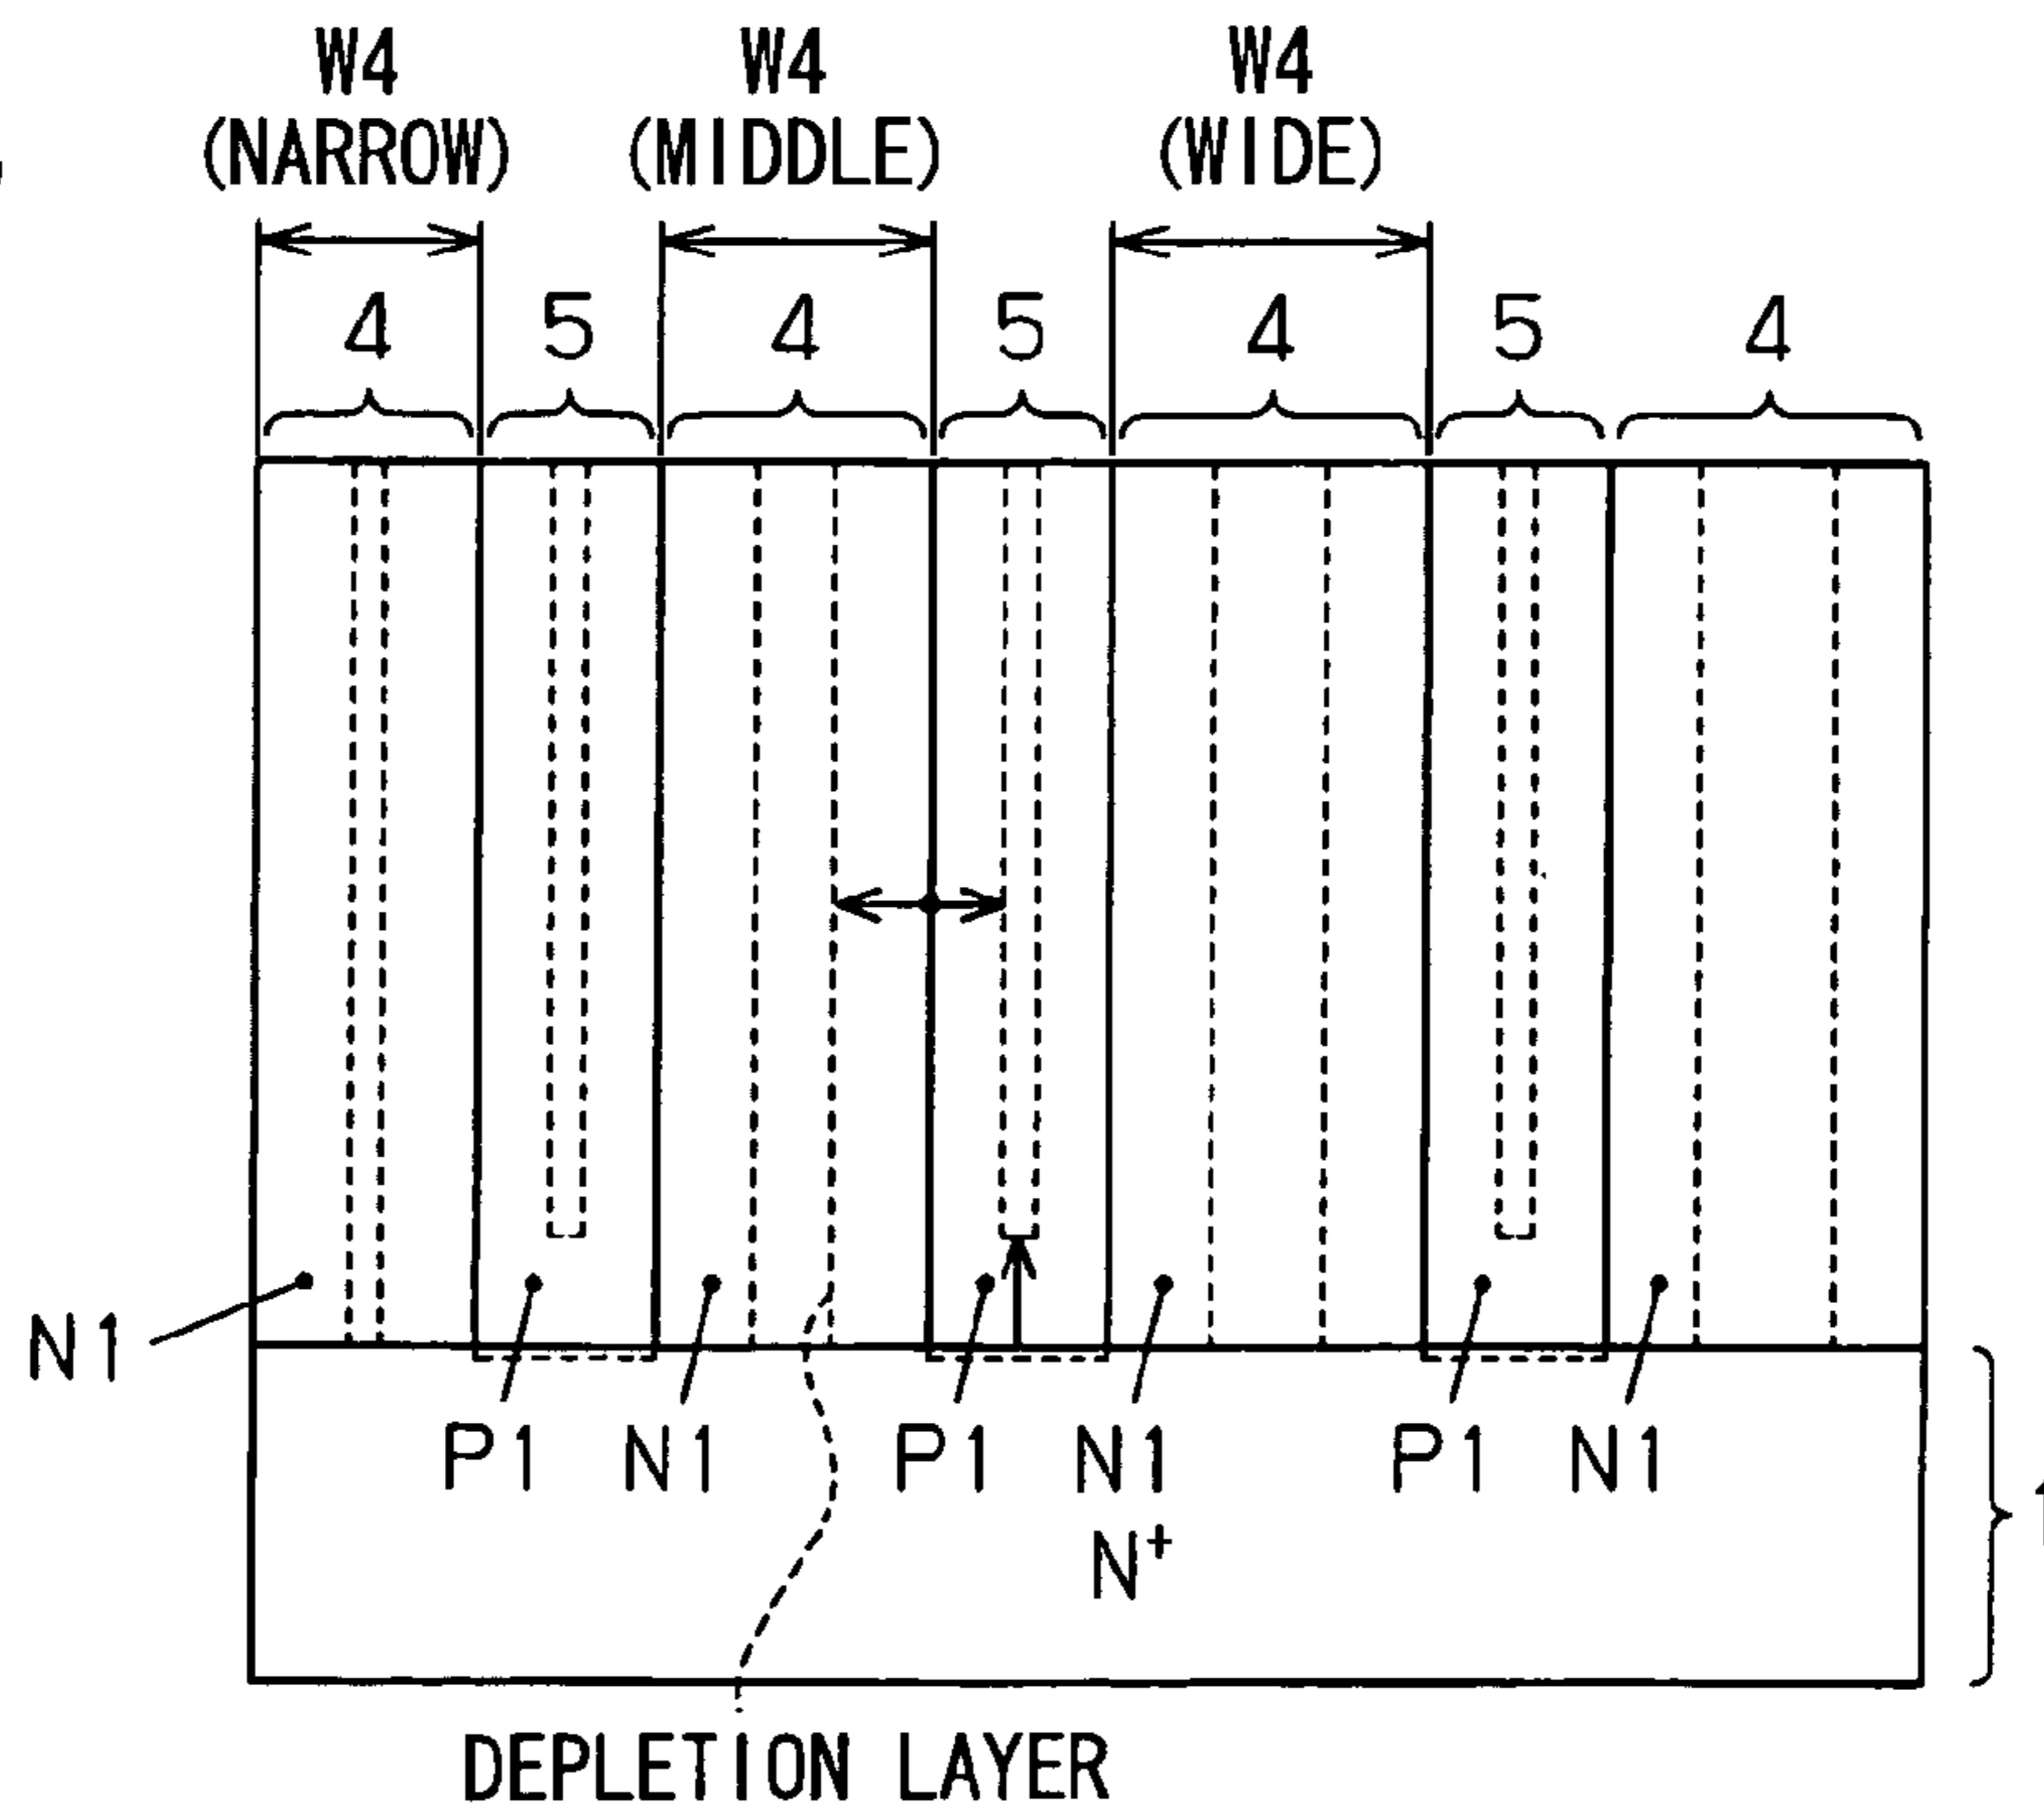 W4 W4 W4
(NARROW) (MIDDLE) (WIDE)
4 5 4 5 4 5 4
N1
P1 N1 P1 N1 P1 N1
N+
DEPLETION LAYER